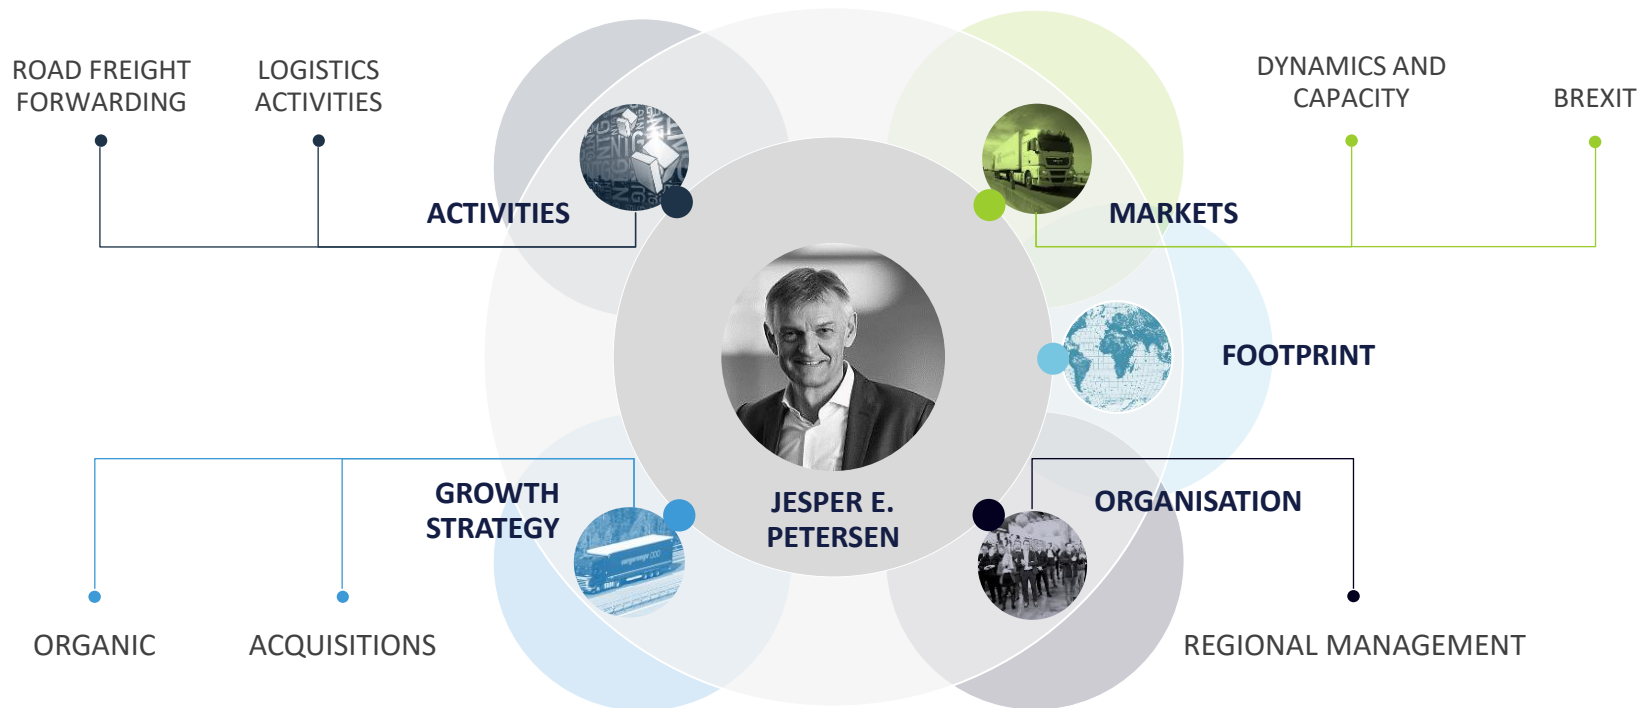 ROAD FREIGHT
FORWARDING
LOGISTICS
ACTIVITIES
ACTIVITIES
DYNAMICS AND
CAPACITY
BREXIT
MARKETS
FOOTPRINT
GROWTH
STRATEGY
ORGANIC
ACQUISITIONS
JESPER E.
PETERSEN
ORGANISATION
REGIONAL MANAGEMENT